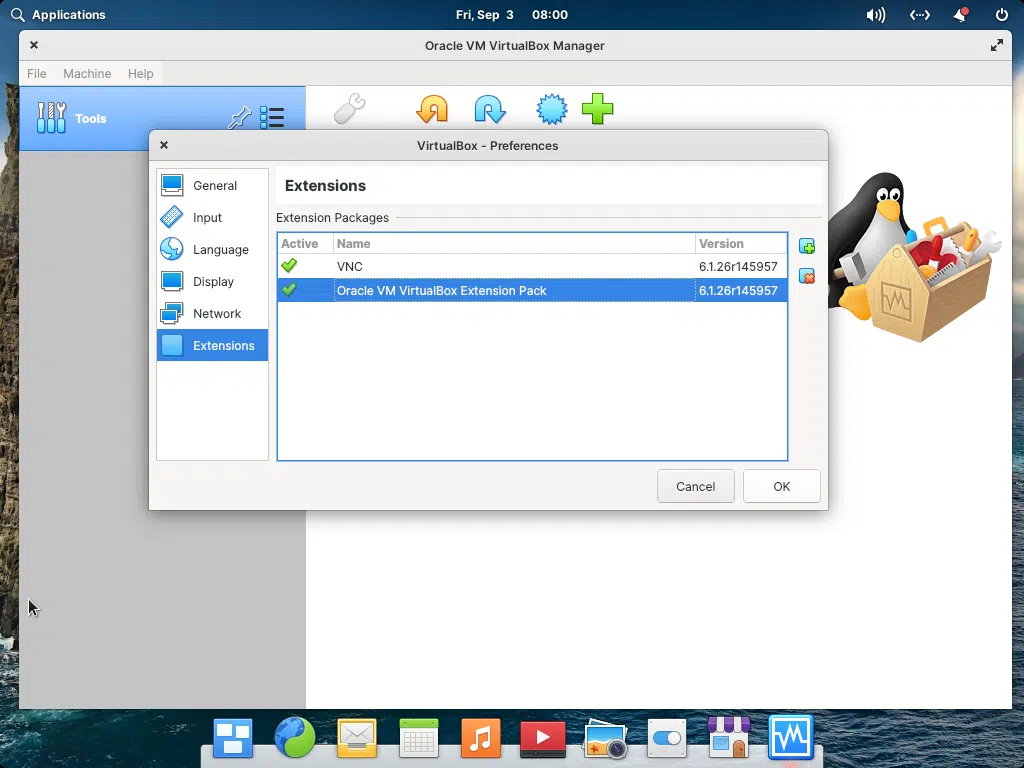 Applications
Fri, Sep 3 08:00
Oracle VM VirtualBox Manager
File Machine Help
Tools
VirtualBox - Preferences
General
Input
Language
Display
Network
Extensions
Extensions
Extension Packages
Active Name Version
VNC 6.1.26r145957
Oracle VM VirtualBox Extension Pack 6.1.26r145957
Cancel OK